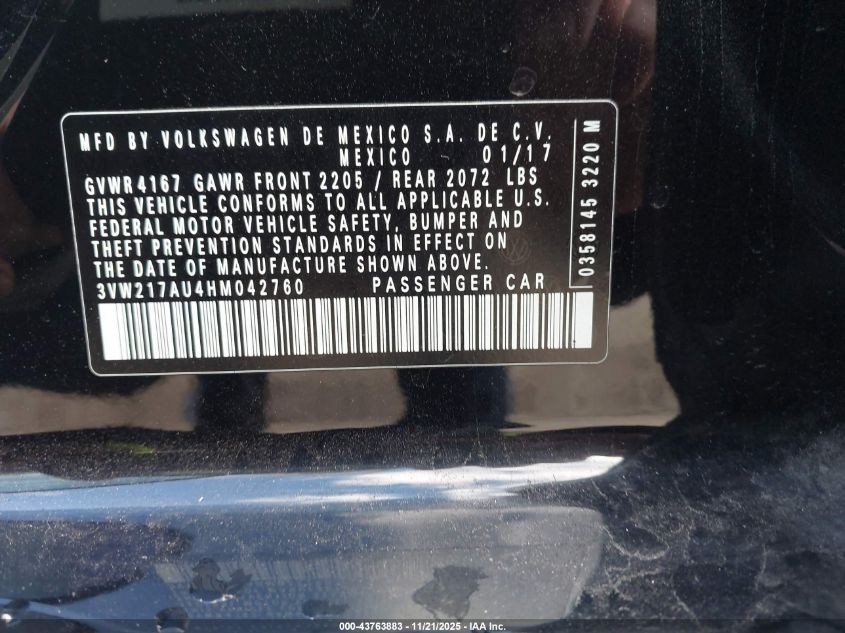 MFD BY VOLKSWAGEN DE MEXICO S.A. DE C.V.
MEXICO 01/17
GVWR 4167 GAWR FRONT 2205 / REAR 2072 LBS
THIS VEHICLE CONFORMS TO ALL APPLICABLE U.S.
FEDERAL MOTOR VEHICLE SAFETY, BUMPER AND
THEFT PREVENTION STANDARDS IN EFFECT ON
THE DATE OF MANUFACTURE SHOWN ABOVE.
3VW217AU4HM042760 PASSENGER CAR
0358145 3220 M
000-43763883 - 11/21/2025 - IAA Inc.